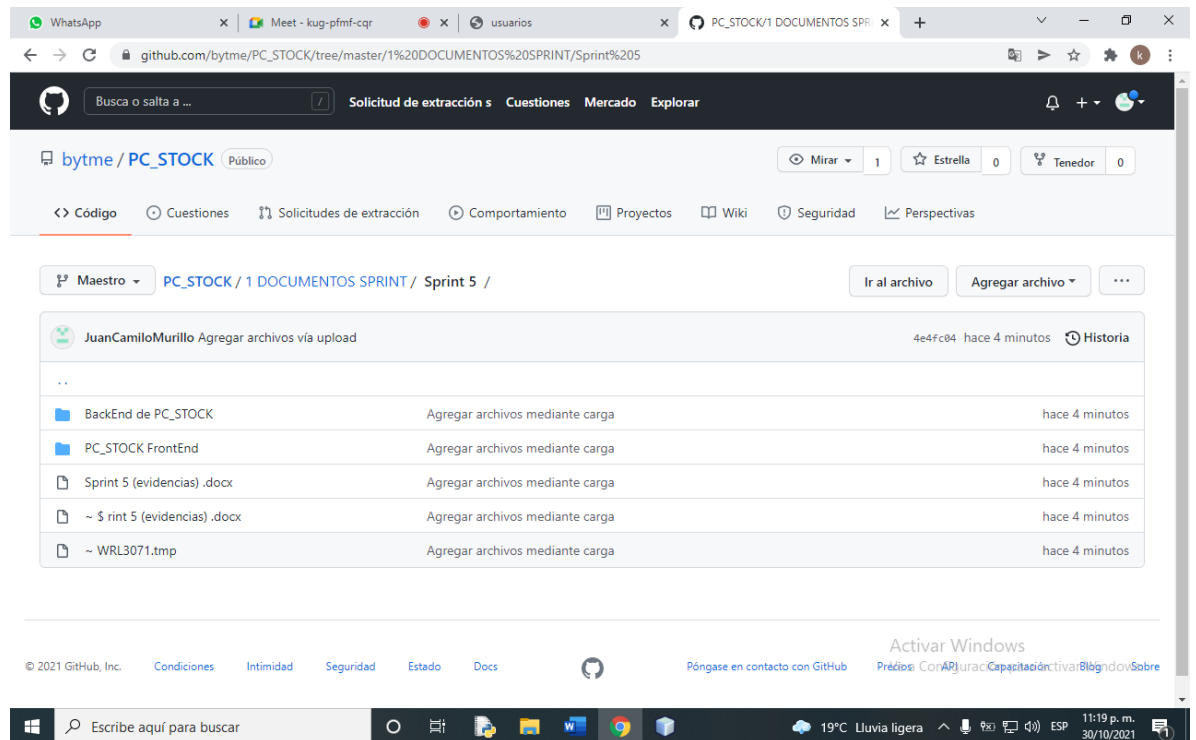 WhatsApp
Meet - kug-pfmf-cqr
usuarios
PC_STOCK/1 DOCUMENTOS SPRI
github.com/bytme/PC_STOCK/tree/master/1%20DOCUMENTOS%20SPRINT/Sprint%205
k
Busca o salta a ... /
Solicitud de extracción s Cuestiones Mercado Explorar
bytme / PC_STOCK Público
Mirar 1 Estrella 0 Tenedor 0
<> Código Cuestiones Solicitudes de extracción Comportamiento Proyectos Wiki Seguridad Perspectivas
Maestro PC_STOCK / 1 DOCUMENTOS SPRINT / Sprint 5 / Ir al archivo Agregar archivo ...
JuanCamiloMurillo Agregar archivos vía upload 4e4fc04 hace 4 minutos Historia
. .
BackEnd de PC_STOCK Agregar archivos mediante carga hace 4 minutos
PC_STOCK FrontEnd Agregar archivos mediante carga hace 4 minutos
Sprint 5 (evidencias) .docx Agregar archivos mediante carga hace 4 minutos
~ $ rint 5 (evidencias) .docx Agregar archivos mediante carga hace 4 minutos
~ WRL3071.tmp Agregar archivos mediante carga hace 4 minutos
Activar Windows
© 2021 GitHub, Inc. Condiciones Intimidad Seguridad Estado Docs Póngase en contacto con GitHub Precios API Capacitación Blog Sobre
Escribe aquí para buscar
19°C Lluvia ligera ESP
11:19 p. m.
30/10/2021
1